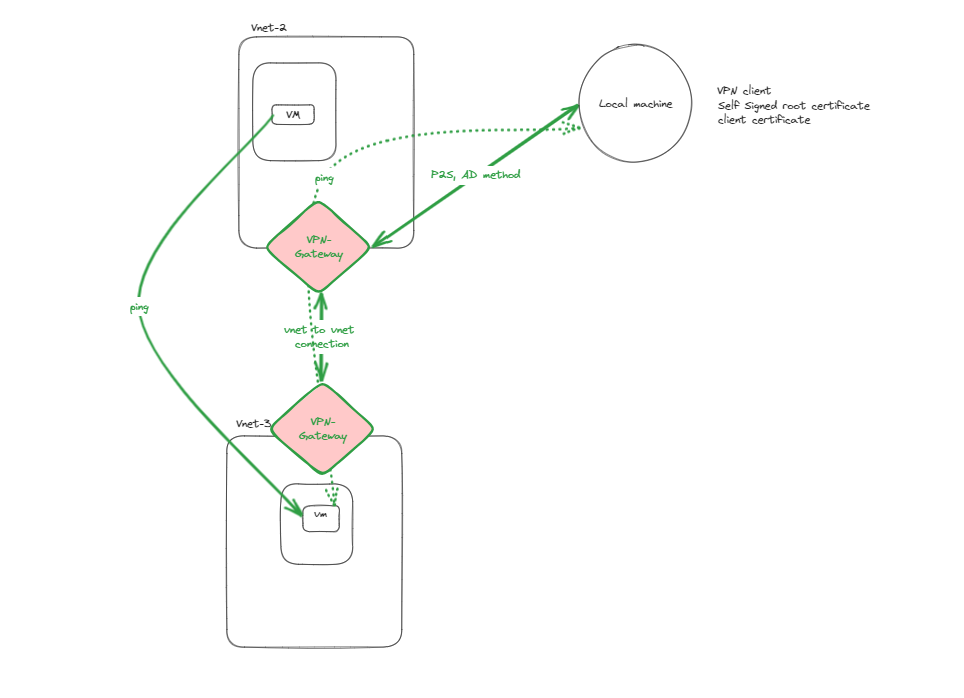 Vnet-2
VM
Local machine
VPN client
Self Signed root certificate
client certificate
ping
P2S, AD method
VPN-
Gateway
ping
vnet to vnet
connection
Vnet-3
VPN-
Gateway
Vm